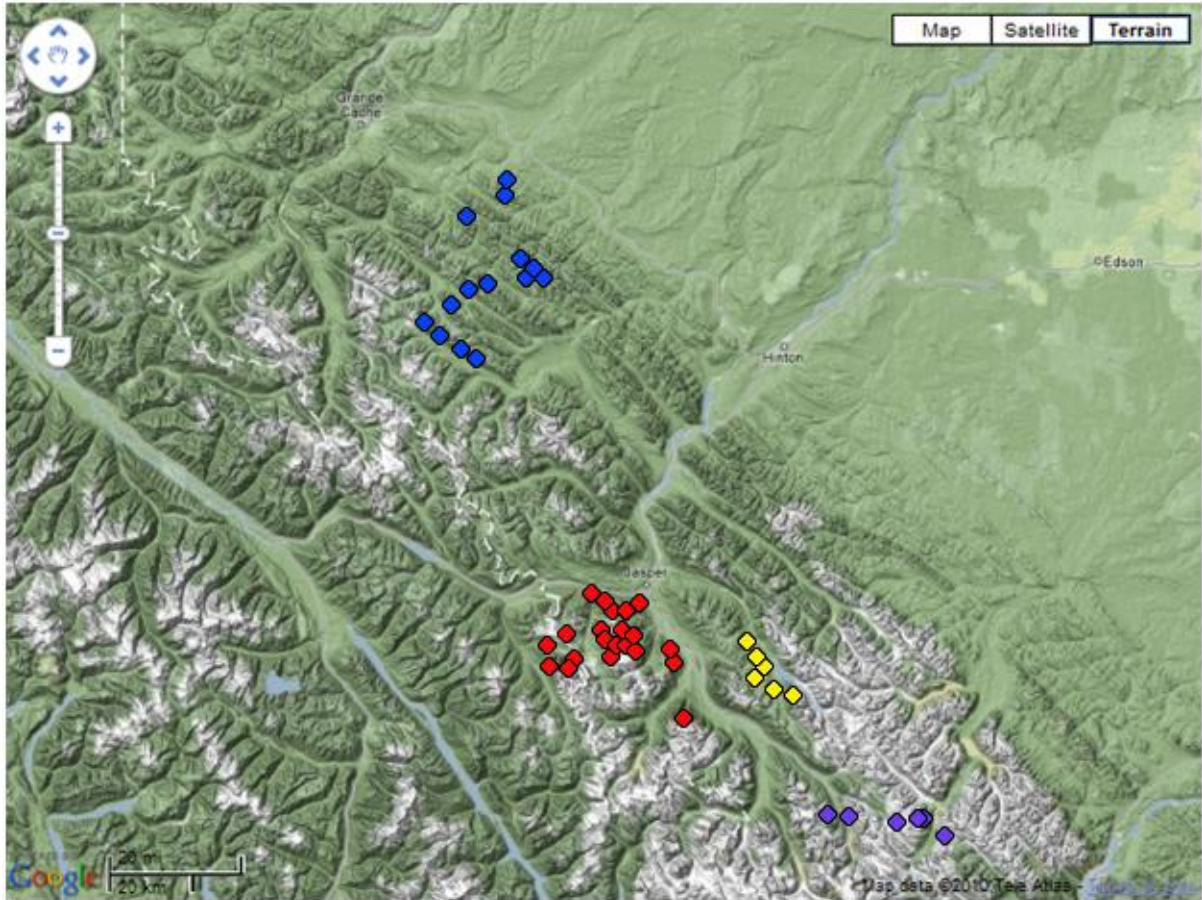 Map Satellite Terrain
Grande
Cache
Edson
Hinton
Jasper
20 mi
20 km
Google
Map data ©2010 Tele Atlas -